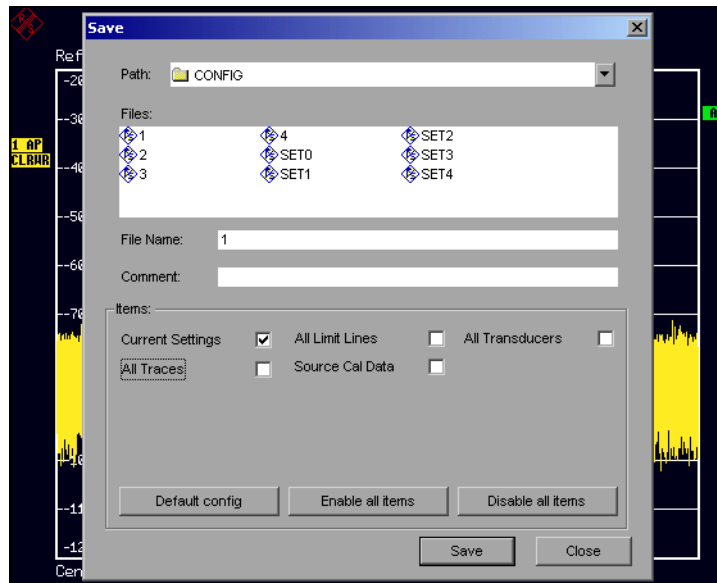 R
S
Save
Ref
Path: CONFIG
-20
Files:
-30
1 4 SET2
1 AP
CLRWR
2 SET0 SET3
-40
3 SET1 SET4
-50
File Name: 1
-60
Comment:
Items:
-70
Current Settings All Limit Lines All Transducers
All Traces Source Cal Data
Default config Enable all items Disable all items
-11
Save Close
-12
Cen